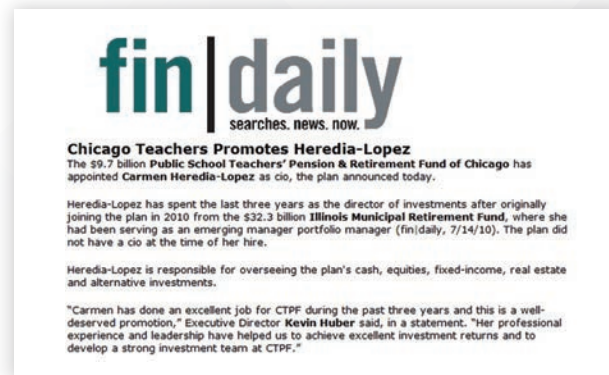 fin|daily
searches. news. now.
Chicago Teachers Promotes Heredia-Lopez
The $9.7 billion Public School Teachers' Pension & Retirement Fund of Chicago has
appointed Carmen Heredia-Lopez as cio, the plan announced today.
Heredia-Lopez has spent the last three years as the director of investments after originally
joining the plan in 2010 from the $32.3 billion Illinois Municipal Retirement Fund, where she
had been serving as an emerging manager portfolio manager (fin|daily, 7/14/10). The plan did
not have a cio at the time of her hire.
Heredia-Lopez is responsible for overseeing the plan's cash, equities, fixed-income, real estate
and alternative investments.
"Carmen has done an excellent job for CTPF during the past three years and this is a well-
deserved promotion," Executive Director Kevin Huber said, in a statement. "Her professional
experience and leadership have helped us to achieve excellent investment returns and to
develop a strong investment team at CTPF."